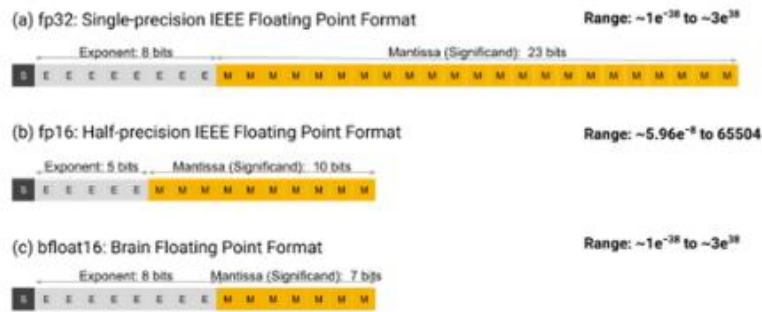 (a) fp32: Single-precision IEEE Floating Point Format
Range: ~1e⁻³⁸ to ~3e³⁸
Exponent: 8 bits
Mantissa (Significand): 23 bits
S E E E E E E E E M M M M M M M M M M M M M M M M M M M M M M M
(b) fp16: Half-precision IEEE Floating Point Format
Range: ~5.96e⁻⁸ to 65504
Exponent: 5 bits
Mantissa (Significand): 10 bits
S E E E E E M M M M M M M M M M
(c) bfloat16: Brain Floating Point Format
Range: ~1e⁻³⁸ to ~3e³⁸
Exponent: 8 bits
Mantissa (Significand): 7 bits
S E E E E E E E E M M M M M M M